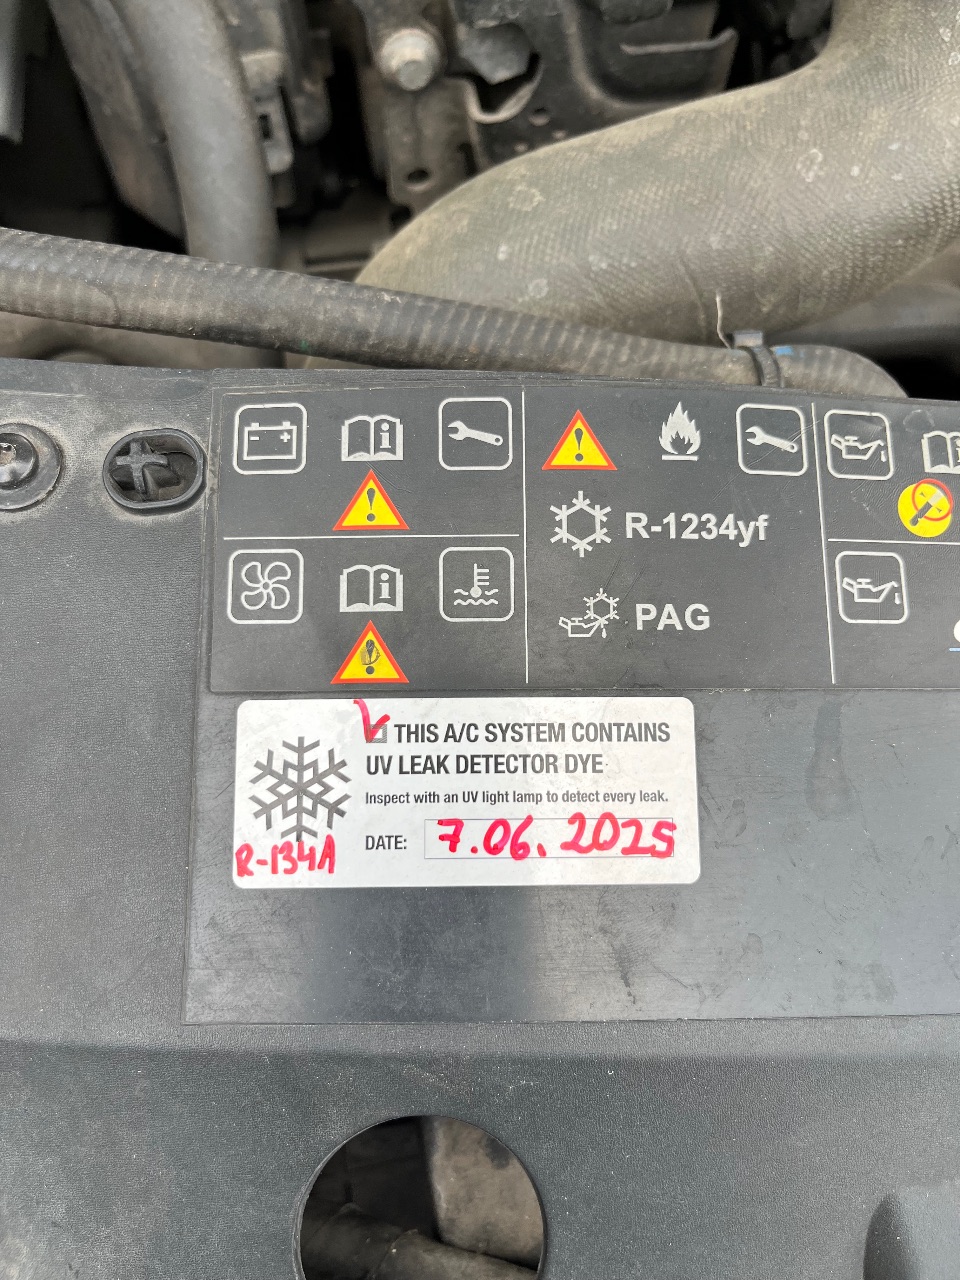 R-1234yf
PAG
THIS A/C SYSTEM CONTAINS
UV LEAK DETECTOR DYE
Inspect with an UV light lamp to detect every leak.
DATE: 7.06.2025
R-134A